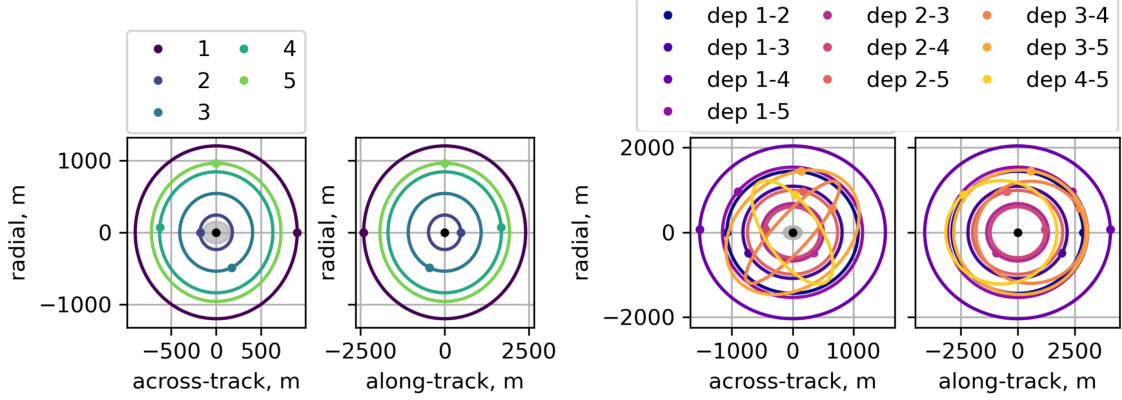 1 4
2 5
3
dep 1-2 dep 2-3 dep 3-4
dep 1-3 dep 2-4 dep 3-5
dep 1-4 dep 2-5 dep 4-5
dep 1-5
radial, m
1000
0
−1000
−500 0 500
across-track, m
radial, m
−2500 0 2500
along-track, m
radial, m
2000
0
−2000
−1000 0 1000
across-track, m
−2500 0 2500
along-track, m